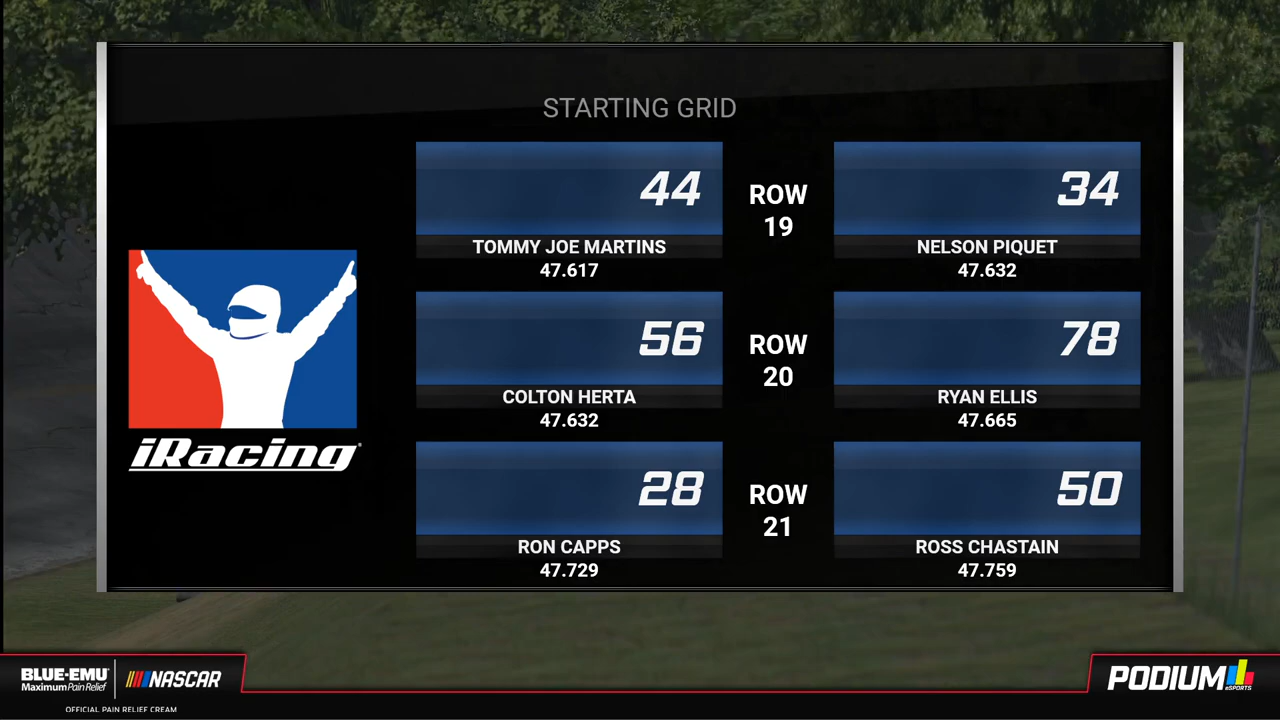 STARTING GRID
44
ROW
19
34
TOMMY JOE MARTINS
47.617
NELSON PIQUET
47.632
56
ROW
20
78
COLTON HERTA
47.632
RYAN ELLIS
47.665
28
ROW
21
50
RON CAPPS
47.729
ROSS CHASTAIN
47.759
iRacing
BLUE-EMU
Maximum Pain Relief
NASCAR
OFFICIAL PAIN RELIEF CREAM
PODIUM
eSPORTS